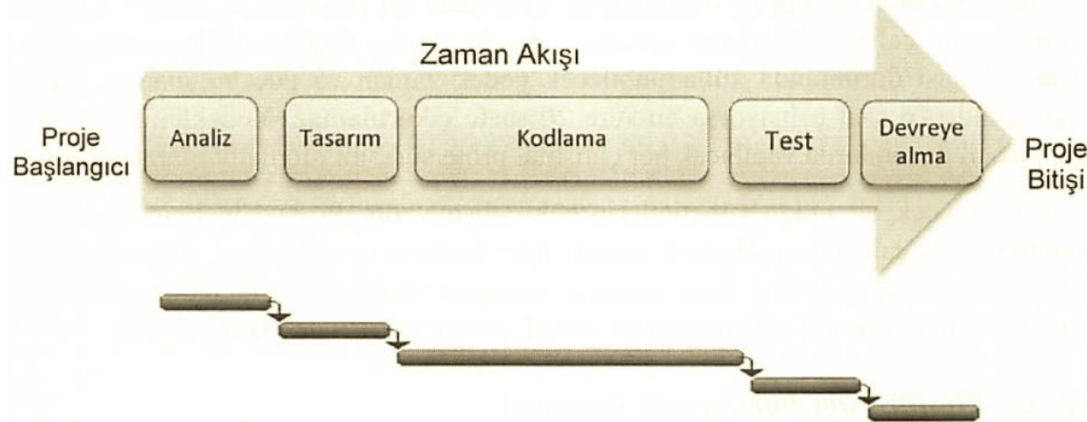 Zaman Akışı
Proje
Başlangıcı
Analiz
Tasarım
Kodlama
Test
Devreye
alma
Proje
Bitişi